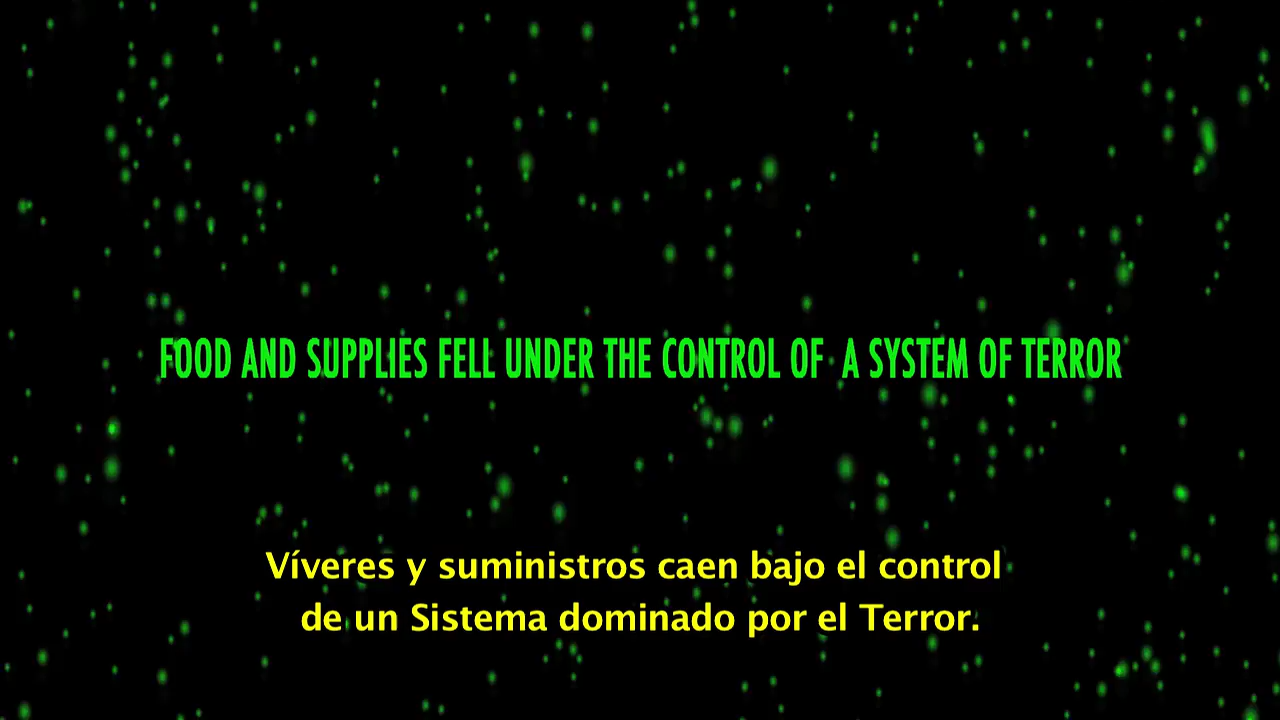 FOOD AND SUPPLIES FELL UNDER THE CONTROL OF A SYSTEM OF TERROR
Víveres y suministros caen bajo el control
de un Sistema dominado por el Terror.